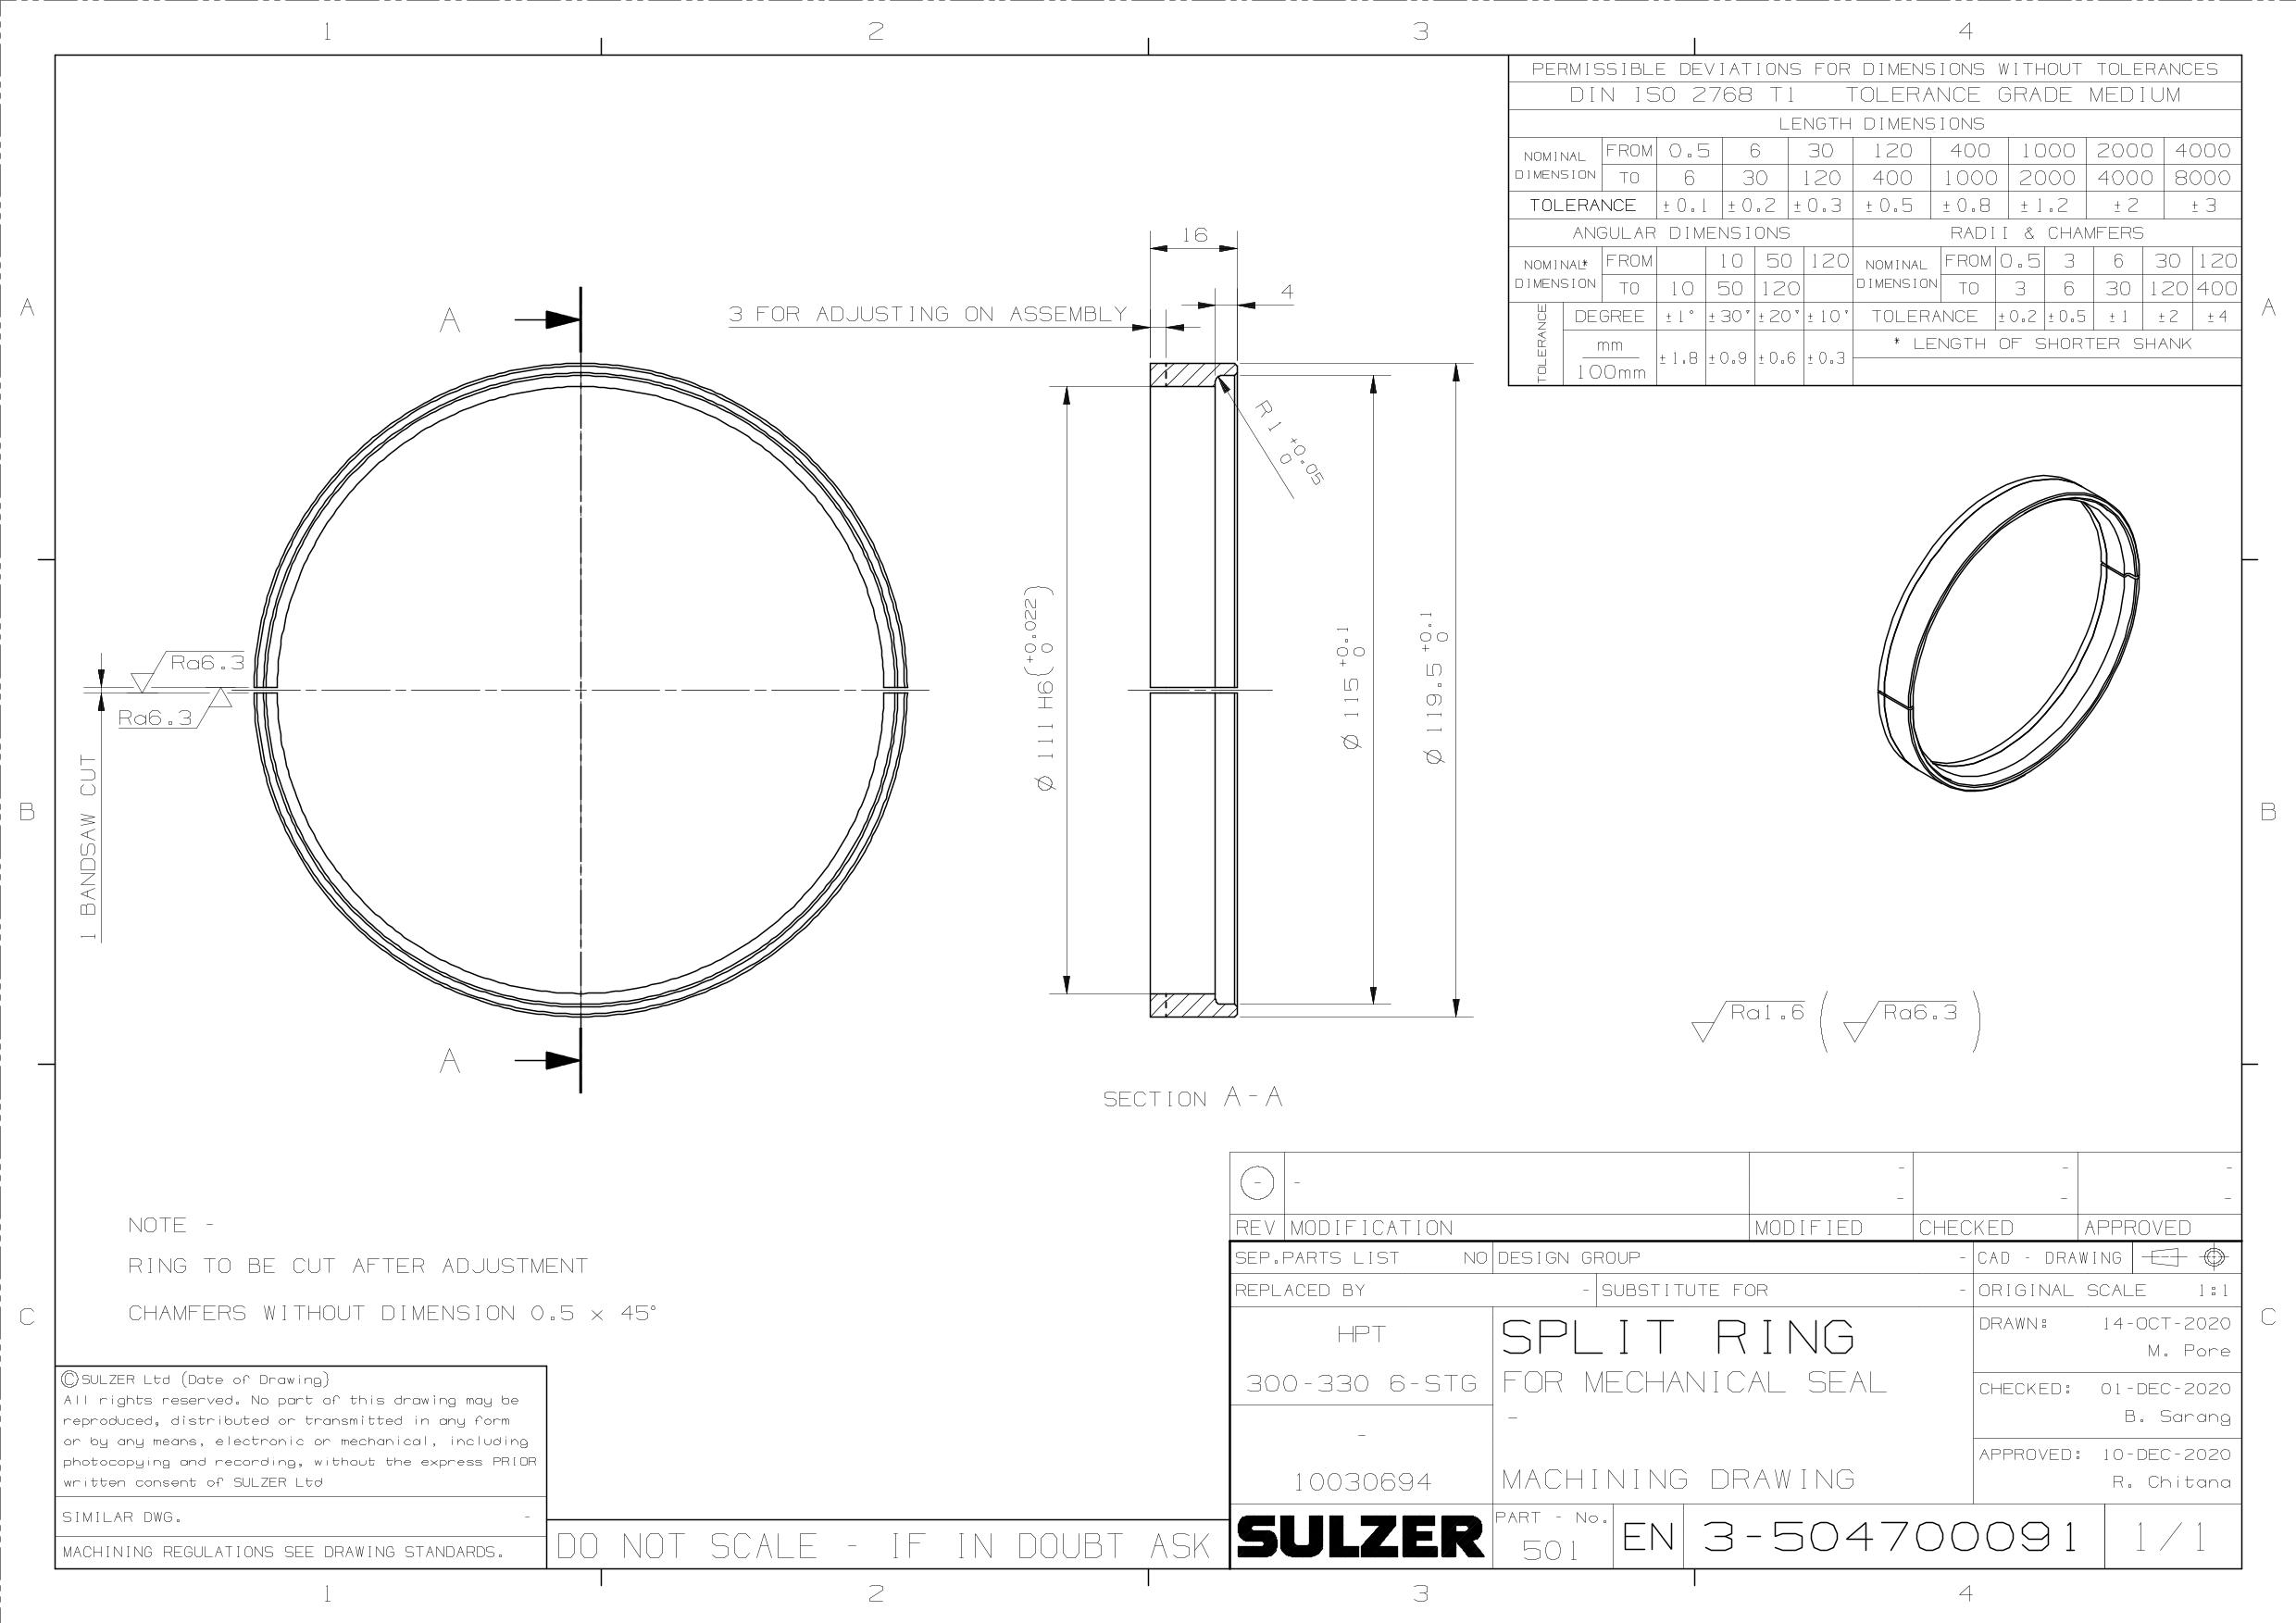 1 2 3 4
PERMISSIBLE DEVIATIONS FOR DIMENSIONS WITHOUT TOLERANCES
DIN ISO 2768 T1 TOLERANCE GRADE MEDIUM
LENGTH DIMENSIONS
NOMINAL DIMENSION FROM 0.5 6 30 120 400 1000 2000 4000
TO 6 30 120 400 1000 2000 4000 8000
TOLERANCE ±0.1 ±0.2 ±0.3 ±0.5 ±0.8 ±1.2 ±2 ±3
ANGULAR DIMENSIONS RADII & CHAMFERS
NOMINAL* DIMENSION FROM 10 50 120 NOMINAL DIMENSION FROM 0.5 3 6 30 120
TO 10 50 120 TO 3 6 30 120 400
TOLERANCE DEGREE ±1° ±30' ±20' ±10' TOLERANCE ±0.2 ±0.5 ±1 ±2 ±4
mm/100mm ±1.8 ±0.9 ±0.6 ±0.3 * LENGTH OF SHORTER SHANK
A A
16
4
3 FOR ADJUSTING ON ASSEMBLY
A
R1 +0.05 0
Ø 111 H6(+0.022 0)
Ø 115 +0.1 0
Ø 119.5 +0.1 0
Ra6.3
Ra6.3
1 BANDSAW CUT
B B
Ra1.6 ( Ra6.3 )
A
SECTION A-A
NOTE -
RING TO BE CUT AFTER ADJUSTMENT
CHAMFERS WITHOUT DIMENSION 0.5 x 45°
C C
- - - - -
- - -
REV MODIFICATION MODIFIED CHECKED APPROVED
SEP.PARTS LIST NO DESIGN GROUP - CAD - DRAWING
REPLACED BY - SUBSTITUTE FOR - ORIGINAL SCALE 1:1
HPT
300-330 6-STG
-
10030694
SPLIT RING
FOR MECHANICAL SEAL
-
MACHINING DRAWING
DRAWN: 14-OCT-2020
M. Pore
CHECKED: 01-DEC-2020
B. Sarang
APPROVED: 10-DEC-2020
R. Chitana
SULZER PART - No. 501 EN 3-504700091 1/1
©SULZER Ltd (Date of Drawing)
All rights reserved. No part of this drawing may be
reproduced, distributed or transmitted in any form
or by any means, electronic or mechanical, including
photocopying and recording, without the express PRIOR
written consent of SULZER Ltd
SIMILAR DWG. -
MACHINING REGULATIONS SEE DRAWING STANDARDS.
DO NOT SCALE - IF IN DOUBT ASK
1 2 3 4